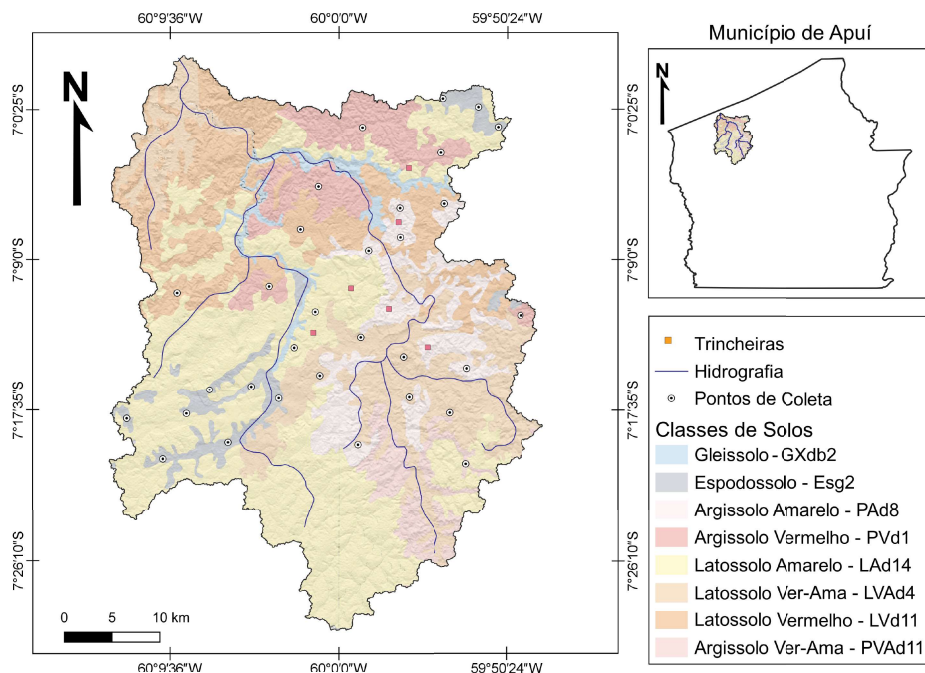 60°9'36"W 60°0'0"W 59°50'24"W
Município de Apuí
N
N
7°0'25"S
7°0'25"S
7°90'0"S
7°90'0"S
7°17'35"S
7°17'35"S
7°26'10"S
7°26'10"S
0 5 10 km
60°9'36"W 60°0'0"W 59°50'24"W
Trincheiras
Hidrografia
Pontos de Coleta
Classes de Solos
Gleissolo - GXdb2
Espodossolo - Esg2
Argissolo Amarelo - PAd8
Argissolo Vermelho - PVd1
Latossolo Amarelo - LAd14
Latossolo Ver-Ama - LVAd4
Latossolo Vermelho - LVd11
Argissolo Ver-Ama - PVAd11